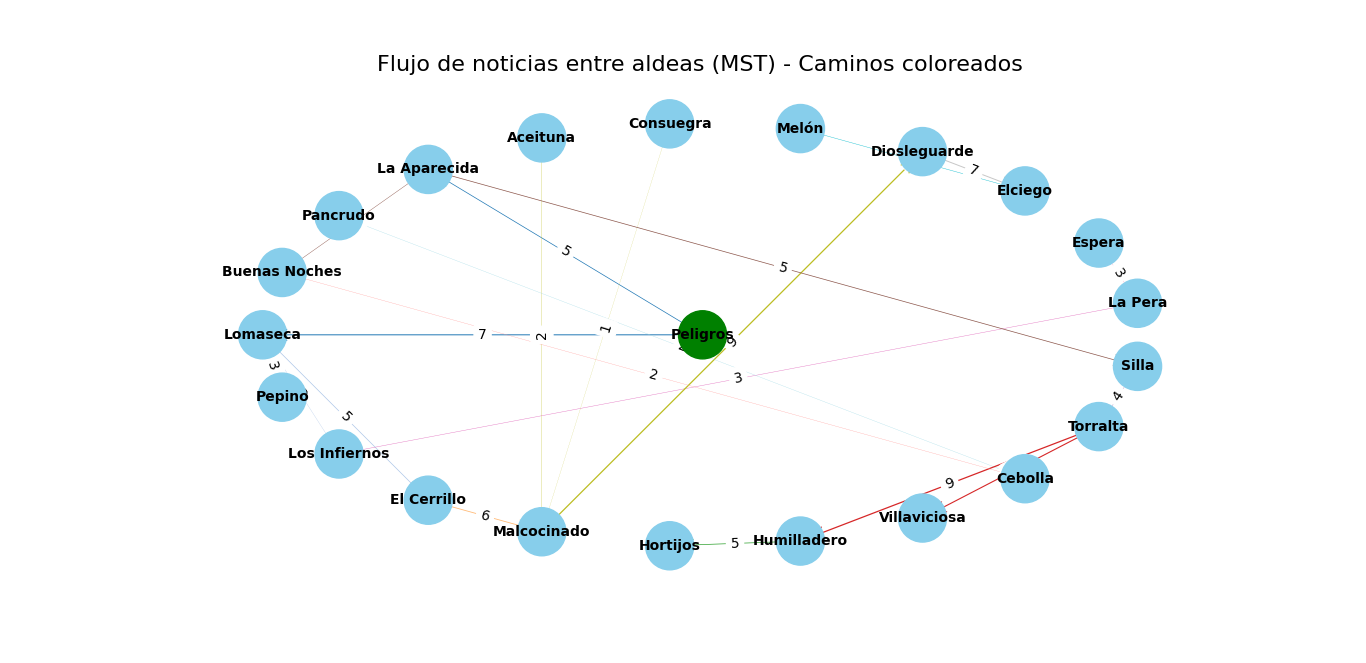 Flujo de noticias entre aldeas (MST) - Caminos coloreados
Consuegra
Melón
Aceituna
Diosleguarde
La Aparecida
7
Elciego
Pancrudo
Espera
5
5
Buenas Noches
3
La Pera
1
Lomaseca
7
2
Peligros
9
3
Silla
2
3
Pepino
4
5
Torralta
Los Infiernos
Cebolla
9
El Cerrillo
6
Villaviciosa
Malcocinado
Hortijos
5
Humilladero